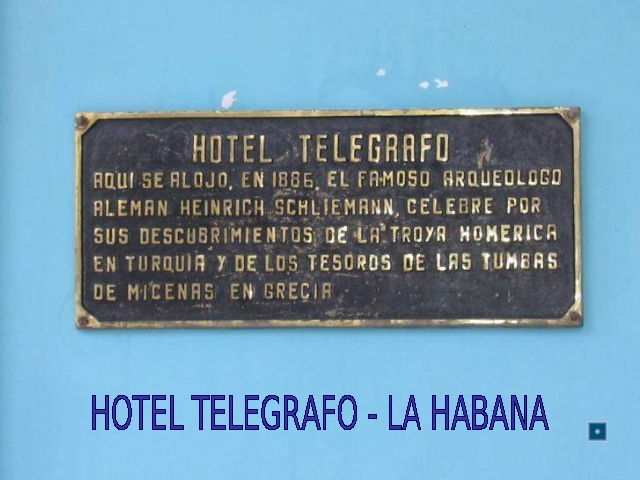 HOTEL TELEGRAFO
AQUI SE ALOJO, EN 1886, EL FAMOSO ARQUEOLOGO
ALEMAN HEINRICH SCHLIEMANN, CELEBRE POR
SUS DESCUBRIMIENTOS DE LA TROYA HOMERICA
EN TURQUIA Y DE LOS TESOROS DE LAS TUMBAS
DE MICENAS EN GRECIA
HOTEL TELEGRAFO - LA HABANA